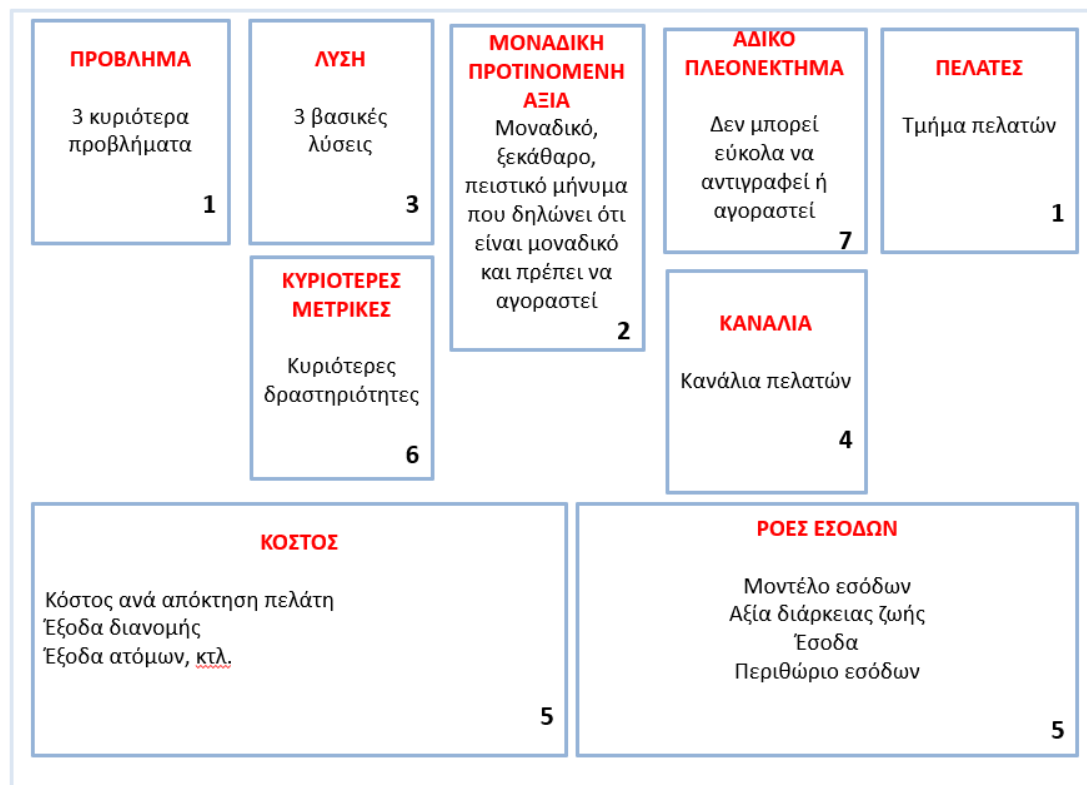 ΠΡΟΒΛΗΜΑ
3 κυριότερα
προβλήματα
1
ΛΥΣΗ
3 βασικές
λύσεις
3
ΜΟΝΑΔΙΚΗ
ΠΡΟΤΙΝΟΜΕΝΗ
ΑΞΙΑ
Μοναδικό,
ξεκάθαρο,
πειστικό μήνυμα
που δηλώνει ότι
είναι μοναδικό
και πρέπει να
αγοραστεί
2
ΑΔΙΚΟ
ΠΛΕΟΝΕΚΤΗΜΑ
Δεν μπορεί
εύκολα να
αντιγραφεί ή
αγοραστεί
7
ΠΕΛΑΤΕΣ
Τμήμα πελατών
1
ΚΥΡΙΟΤΕΡΕΣ
ΜΕΤΡΙΚΕΣ
Κυριότερες
δραστηριότητες
6
ΚΑΝΑΛΙΑ
Κανάλια πελατών
4
ΚΟΣΤΟΣ
Κόστος ανά απόκτηση πελάτη
Έξοδα διανομής
Έξοδα ατόμων, κτλ.
5
ΡΟΕΣ ΕΣΟΔΩΝ
Μοντέλο εσόδων
Αξία διάρκειας ζωής
Έσοδα
Περιθώριο εσόδων
5